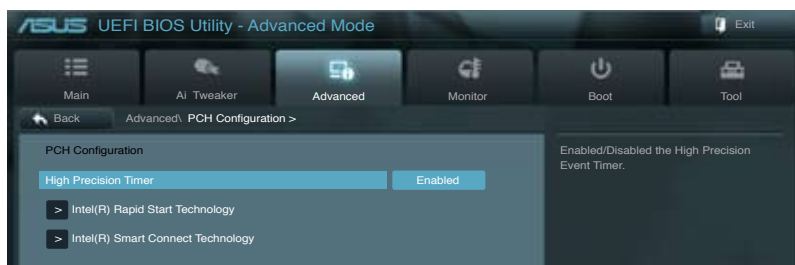 ASUS UEFI BIOS Utility - Advanced Mode Exit
Main Ai Tweaker Advanced Monitor Boot Tool
Back Advanced\ PCH Configuration >
PCH Configuration
High Precision Timer Enabled
> Intel(R) Rapid Start Technology
> Intel(R) Smart Connect Technology
Enabled/Disabled the High Precision
Event Timer.